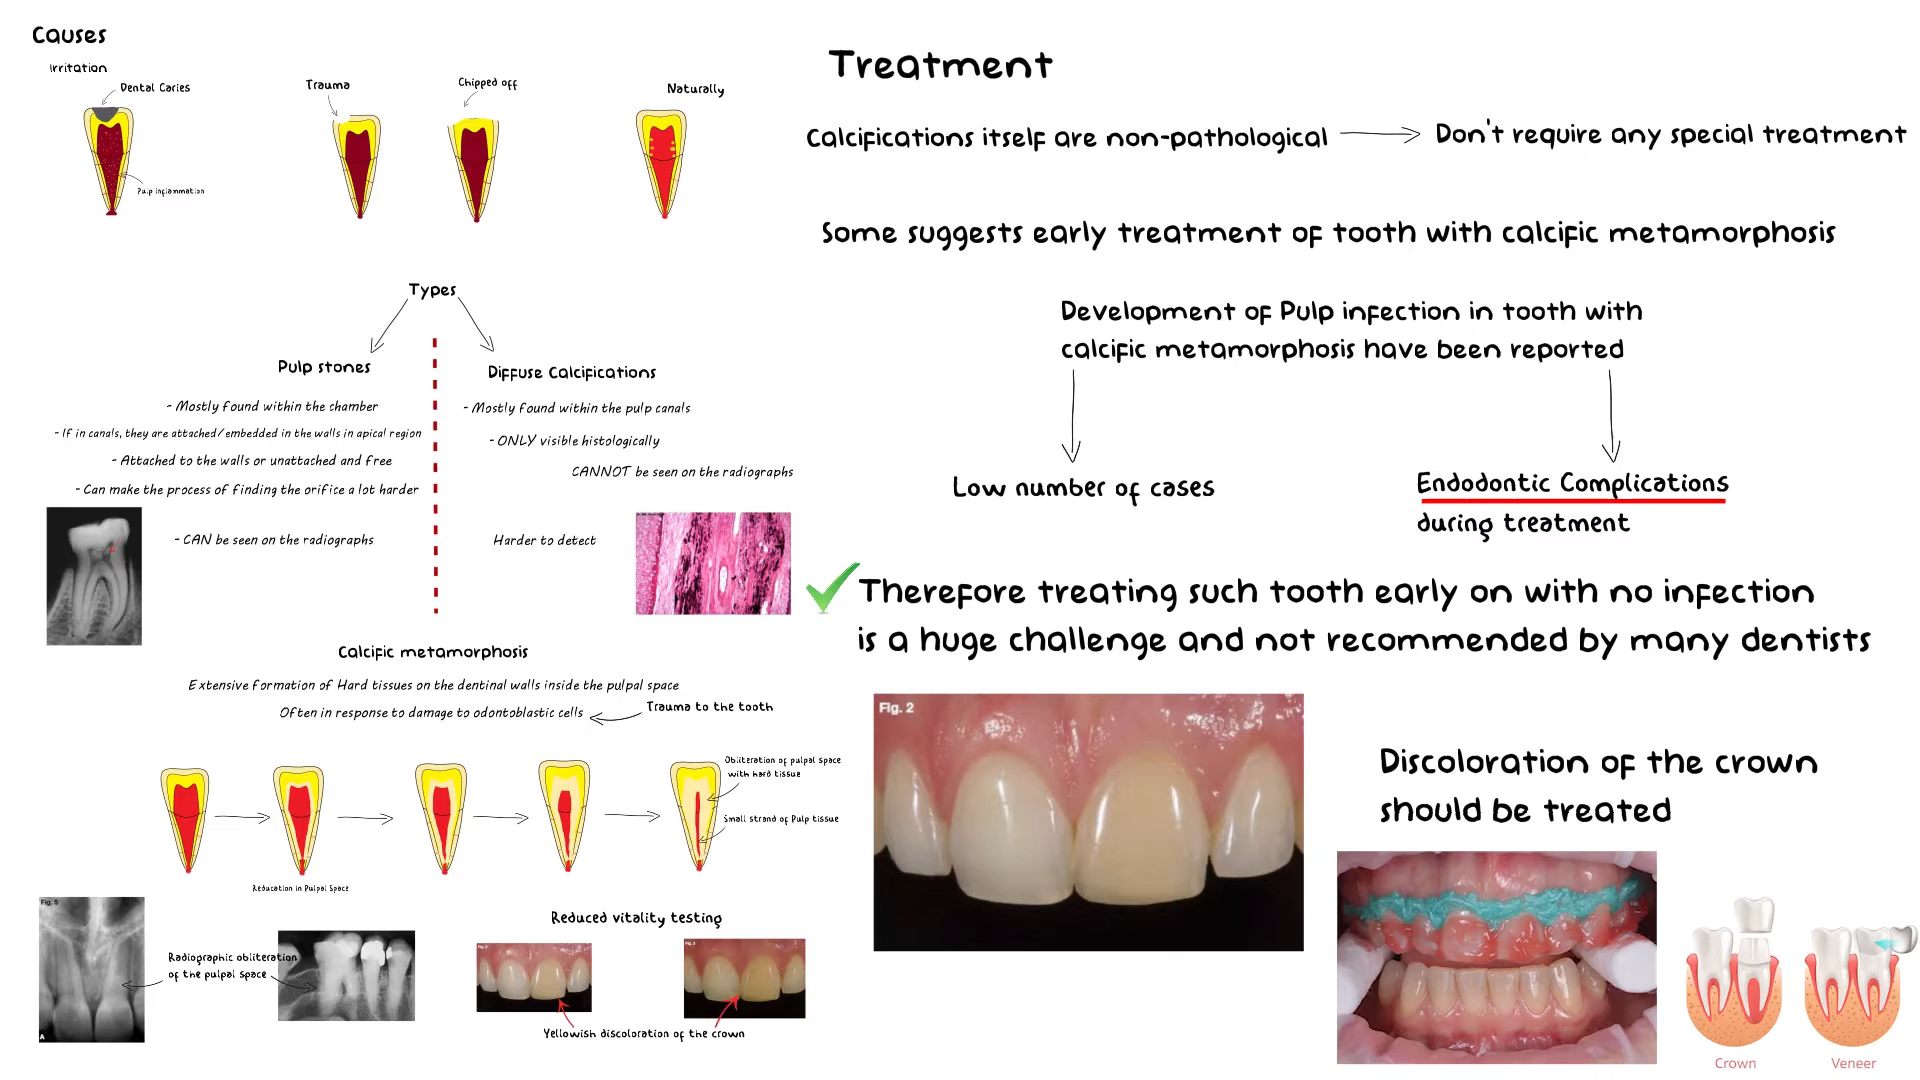 Causes
Irritation
Dental Caries
Pulp inflammation
Trauma
Chipped off
Naturally
Types
Pulp stones
- Mostly found within the chamber
- If in canals, they are attached/embedded in the walls in apical region
- Attached to the walls or unattached and free
- Can make the process of finding the orifice a lot harder
- CAN be seen on the radiographs
Diffuse Calcifications
- Mostly found within the pulp canals
- ONLY visible histologically
CANNOT be seen on the radiographs
Harder to detect
Calcific metamorphosis
Extensive formation of Hard tissues on the dentinal walls inside the pulpal space
Often in response to damage to odontoblastic cells
Trauma to the tooth
Obliteration of pulpal space
with hard tissue
Small strand of Pulp tissue
Reducation in Pulpal Space
Fig. 5
A
Radiographic obliteration
of the pulpal space
Reduced vitality testing
Yellowish discoloration of the crown
Treatment
Calcifications itself are non-pathological
Don't require any special treatment
Some suggests early treatment of tooth with calcific metamorphosis
Development of Pulp infection in tooth with
calcific metamorphosis have been reported
Low number of cases
Endodontic Complications
during treatment
Therefore treating such tooth early on with no infection
is a huge challenge and not recommended by many dentists
Fig. 2
Discoloration of the crown
should be treated
Crown
Veneer